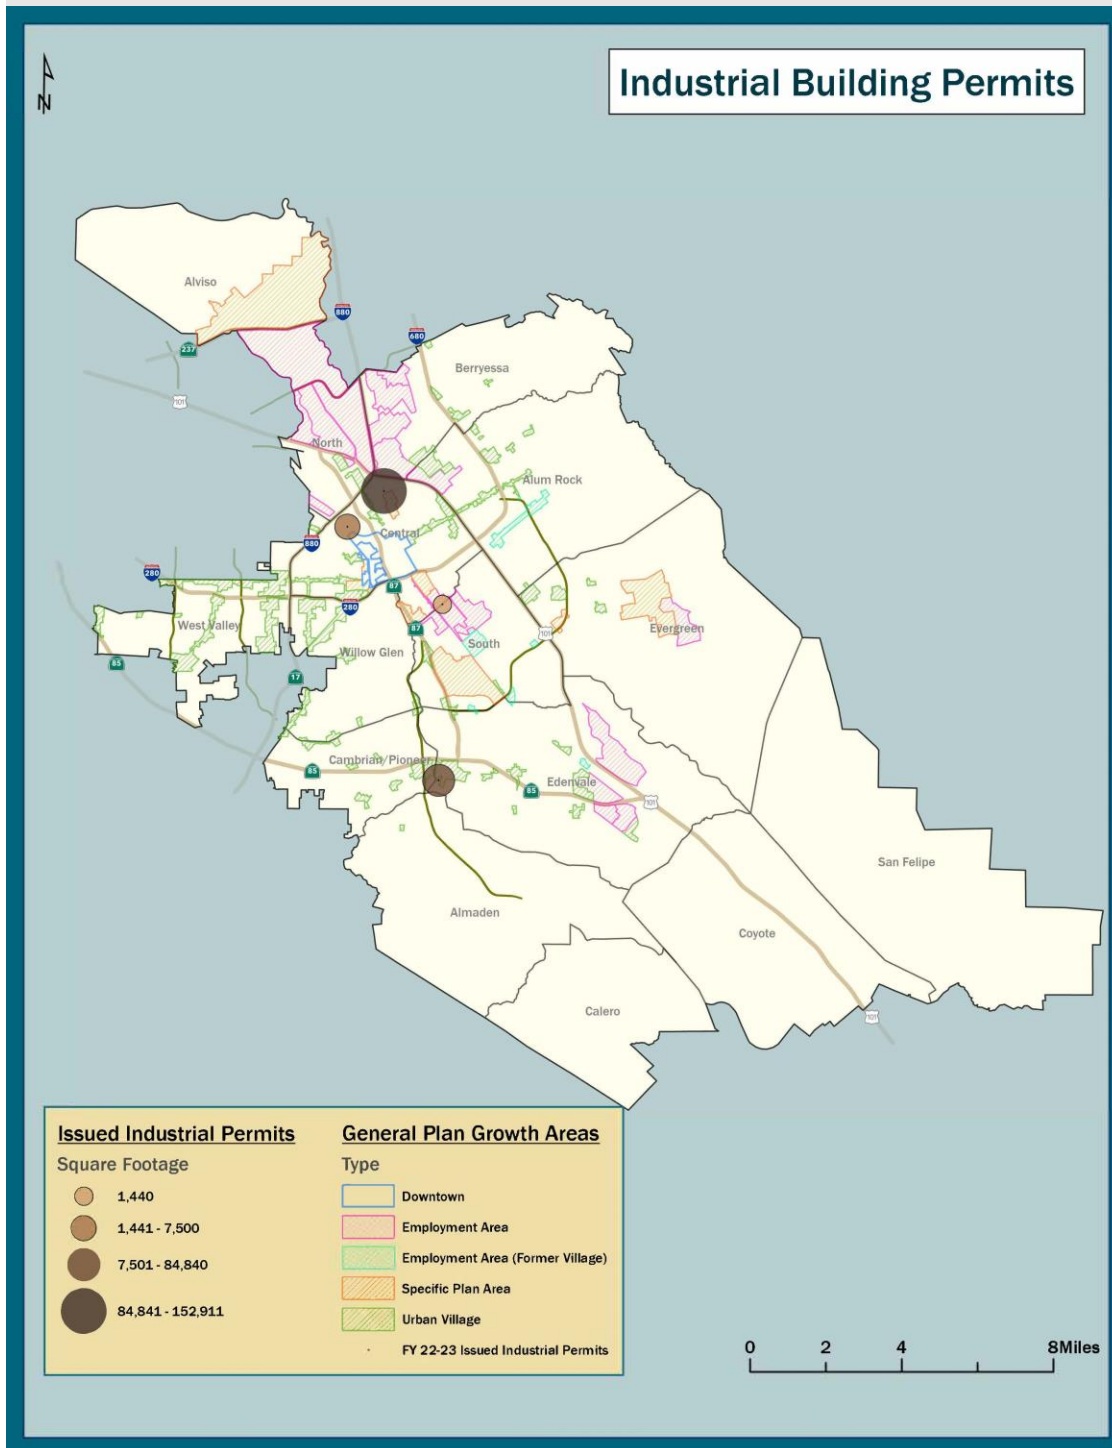 Industrial Building Permits
N
Alviso
880
237
680
Berryessa
101
North
Alum Rock
Central
880
280
87
280
87
101
West Valley
South
Evergreen
Willow Glen
85
17
Cambrian/Pioneer
85
Edenvale
85
101
San Felipe
Almaden
Coyote
Calero
101
Issued Industrial Permits
Square Footage
1,440
1,441 - 7,500
7,501 - 84,840
84,841 - 152,911
General Plan Growth Areas
Type
Downtown
Employment Area
Employment Area (Former Village)
Specific Plan Area
Urban Village
FY 22-23 Issued Industrial Permits
0 2 4 8Miles